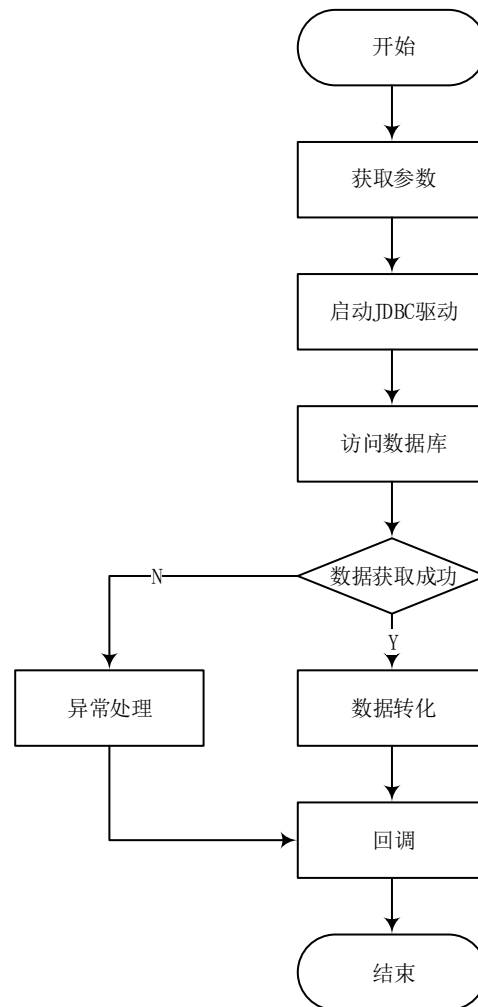 开始
获取参数
启动JDBC驱动
访问数据库
数据获取成功
N
Y
异常处理
数据转化
回调
结束